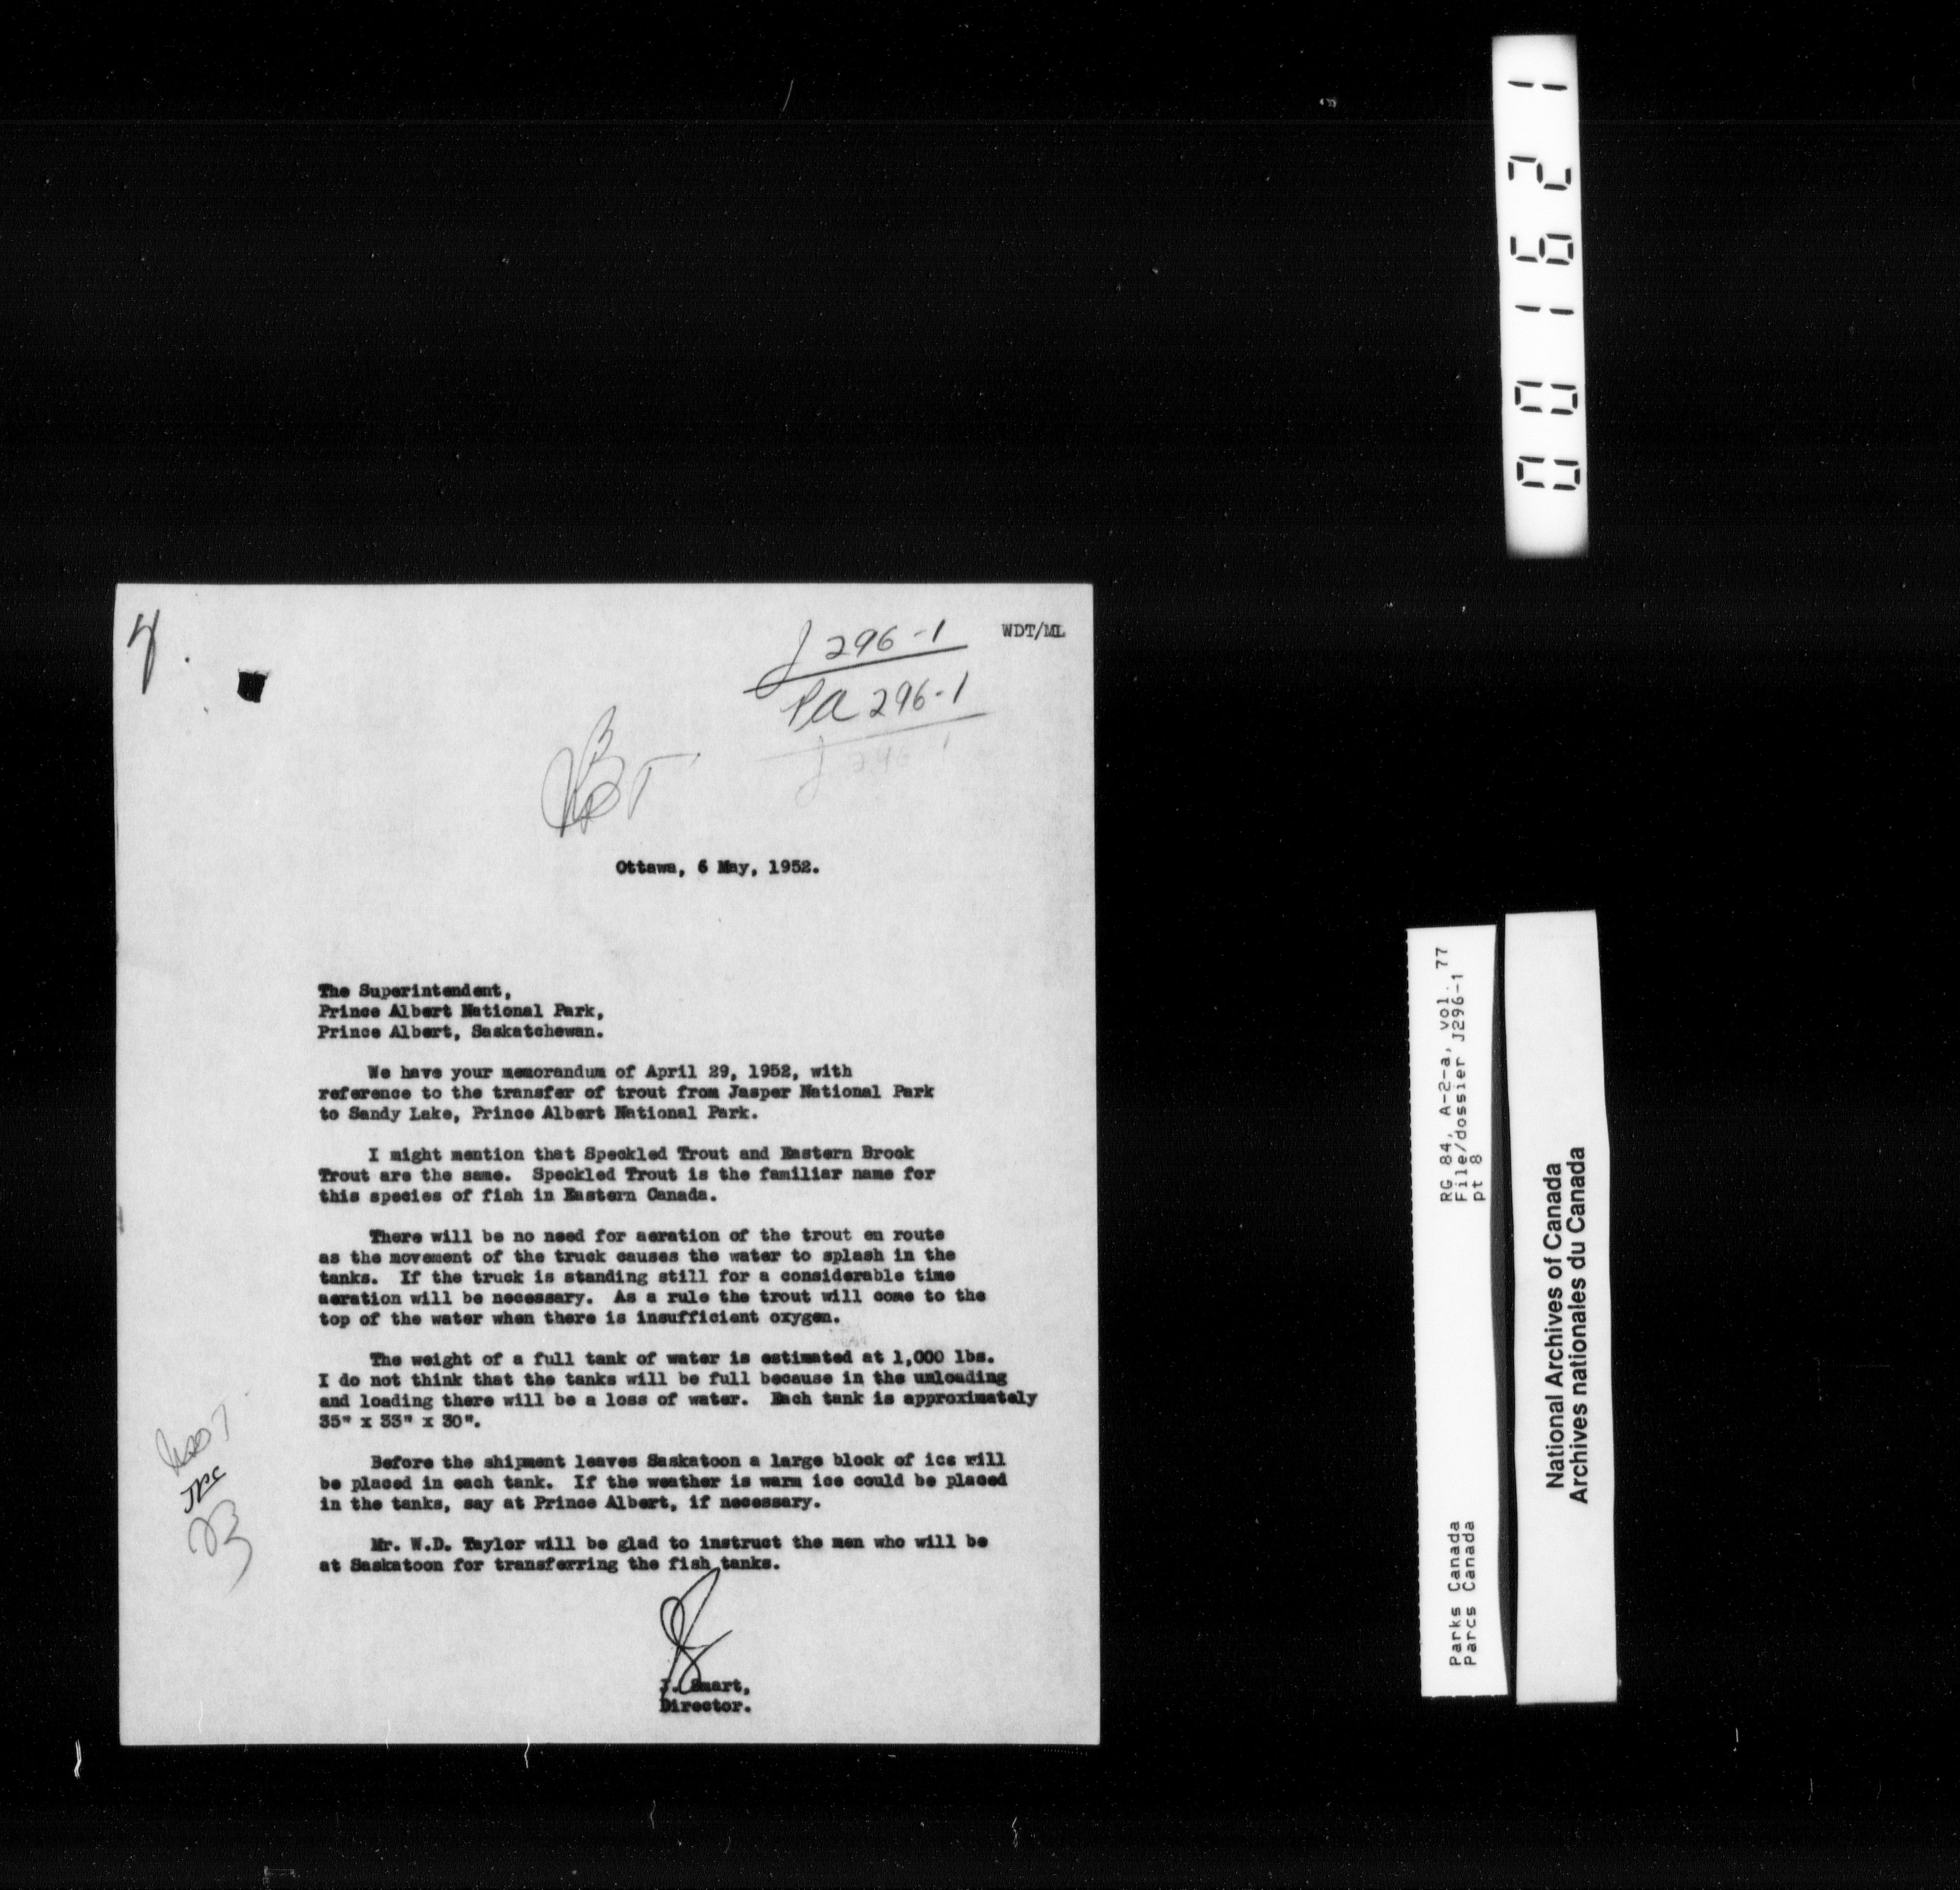 WDT/ML
J 296-1
PA 296-1
J 296-1
Ottawa, 6 May, 1952.
The Superintendent,
Prince Albert National Park,
Prince Albert, Saskatchewan.
We have your memorandum of April 29, 1952, with
reference to the transfer of trout from Jasper National Park
to Sandy Lake, Prince Albert National Park.
I might mention that Speckled Trout and Eastern Brook
Trout are the same. Speckled Trout is the familiar name for
this species of fish in Eastern Canada.
There will be no need for aeration of the trout en route
as the movement of the truck causes the water to splash in the
tanks. If the truck is standing still for a considerable time
aeration will be necessary. As a rule the trout will come to the
top of the water when there is insufficient oxygen.
The weight of a full tank of water is estimated at 1,000 lbs.
I do not think that the tanks will be full because in the unloading
and loading there will be a loss of water. Each tank is approximately
35" x 33" x 30".
Before the shipment leaves Saskatoon a large block of ice will
be placed in each tank. If the weather is warm ice could be placed
in the tanks, say at Prince Albert, if necessary.
Mr. W.D. Taylor will be glad to instruct the men who will be
at Saskatoon for transferring the fish tanks.
J. Smart,
Director.
001621
RG 84, A-2-a, vol. 77
File/dossier J296-1
pt 8
Parks Canada
Parcs Canada
National Archives of Canada
Archives nationales du Canada